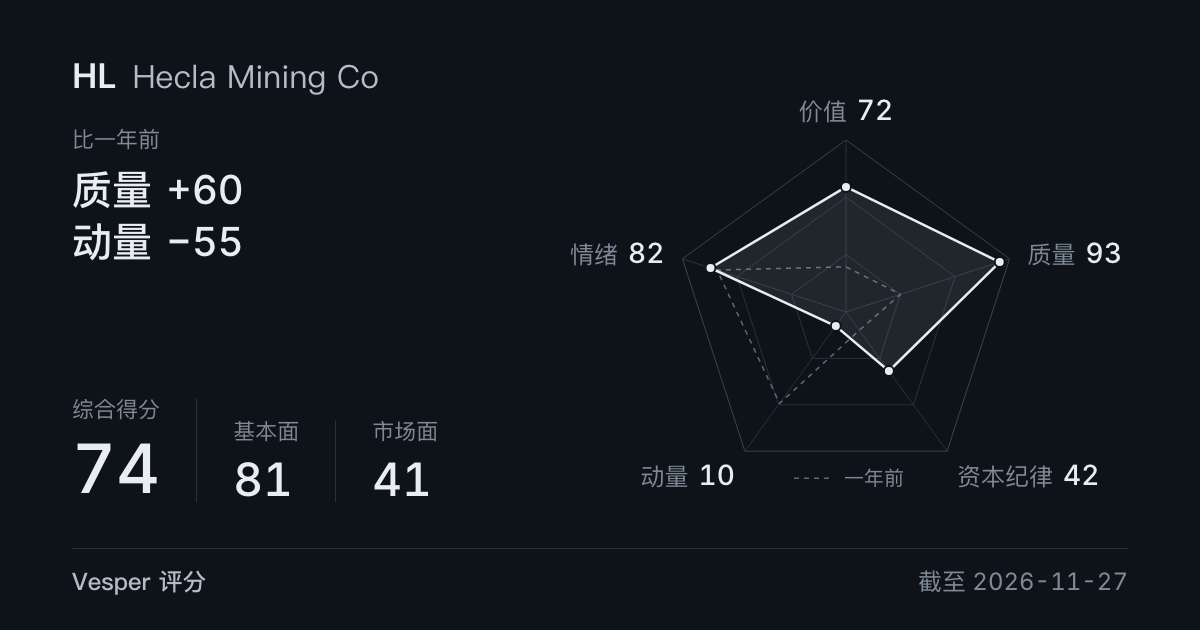 HL Hecla Mining Co
比一年前
质量 +60
动量 −55
价值 72
情绪 82
质量 93
动量 10
一年前
资本纪律 42
综合得分
74
基本面
81
市场面
41
Vesper 评分
截至 2026-11-27